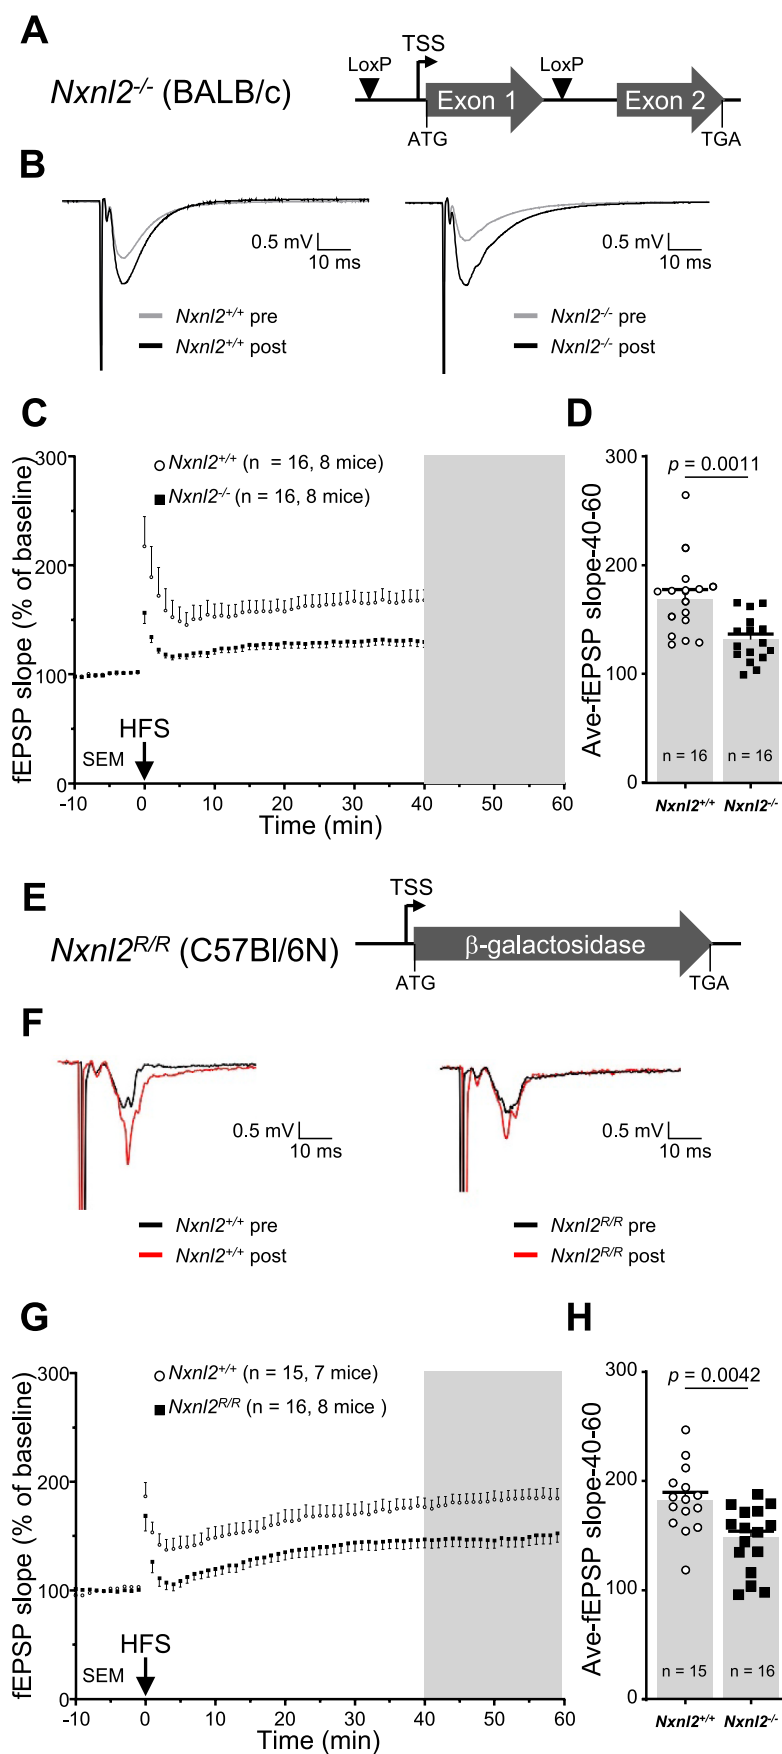 A
Nxnl2-/- (BALB/c)
LoxP
TSS
LoxP
Exon 1
Exon 2
ATG
TGA
B
0.5 mV
10 ms
0.5 mV
10 ms
Nxnl2+/+ pre
Nxnl2+/+ post
Nxnl2-/- pre
Nxnl2-/- post
C
fEPSP slope (% of baseline)
300
200
100
0
Nxnl2+/+ (n = 16, 8 mice)
Nxnl2-/- (n = 16, 8 mice)
HFS
SEM
-10 0 10 20 30 40 50 60
Time (min)
D
Ave-fEPSP slope-40-60
300
200
100
0
p = 0.0011
n = 16
n = 16
Nxnl2+/+ Nxnl2-/-
E
Nxnl2R/R (C57Bl/6N)
TSS
β-galactosidase
ATG
TGA
F
0.5 mV
10 ms
0.5 mV
10 ms
Nxnl2+/+ pre
Nxnl2+/+ post
Nxnl2R/R pre
Nxnl2R/R post
G
fEPSP slope (% of baseline)
300
200
100
0
Nxnl2+/+ (n = 15, 7 mice)
Nxnl2R/R (n = 16, 8 mice )
HFS
SEM
-10 0 10 20 30 40 50 60
Time (min)
H
Ave-fEPSP slope-40-60
300
200
100
0
p = 0.0042
n = 15
n = 16
Nxnl2+/+ Nxnl2-/-